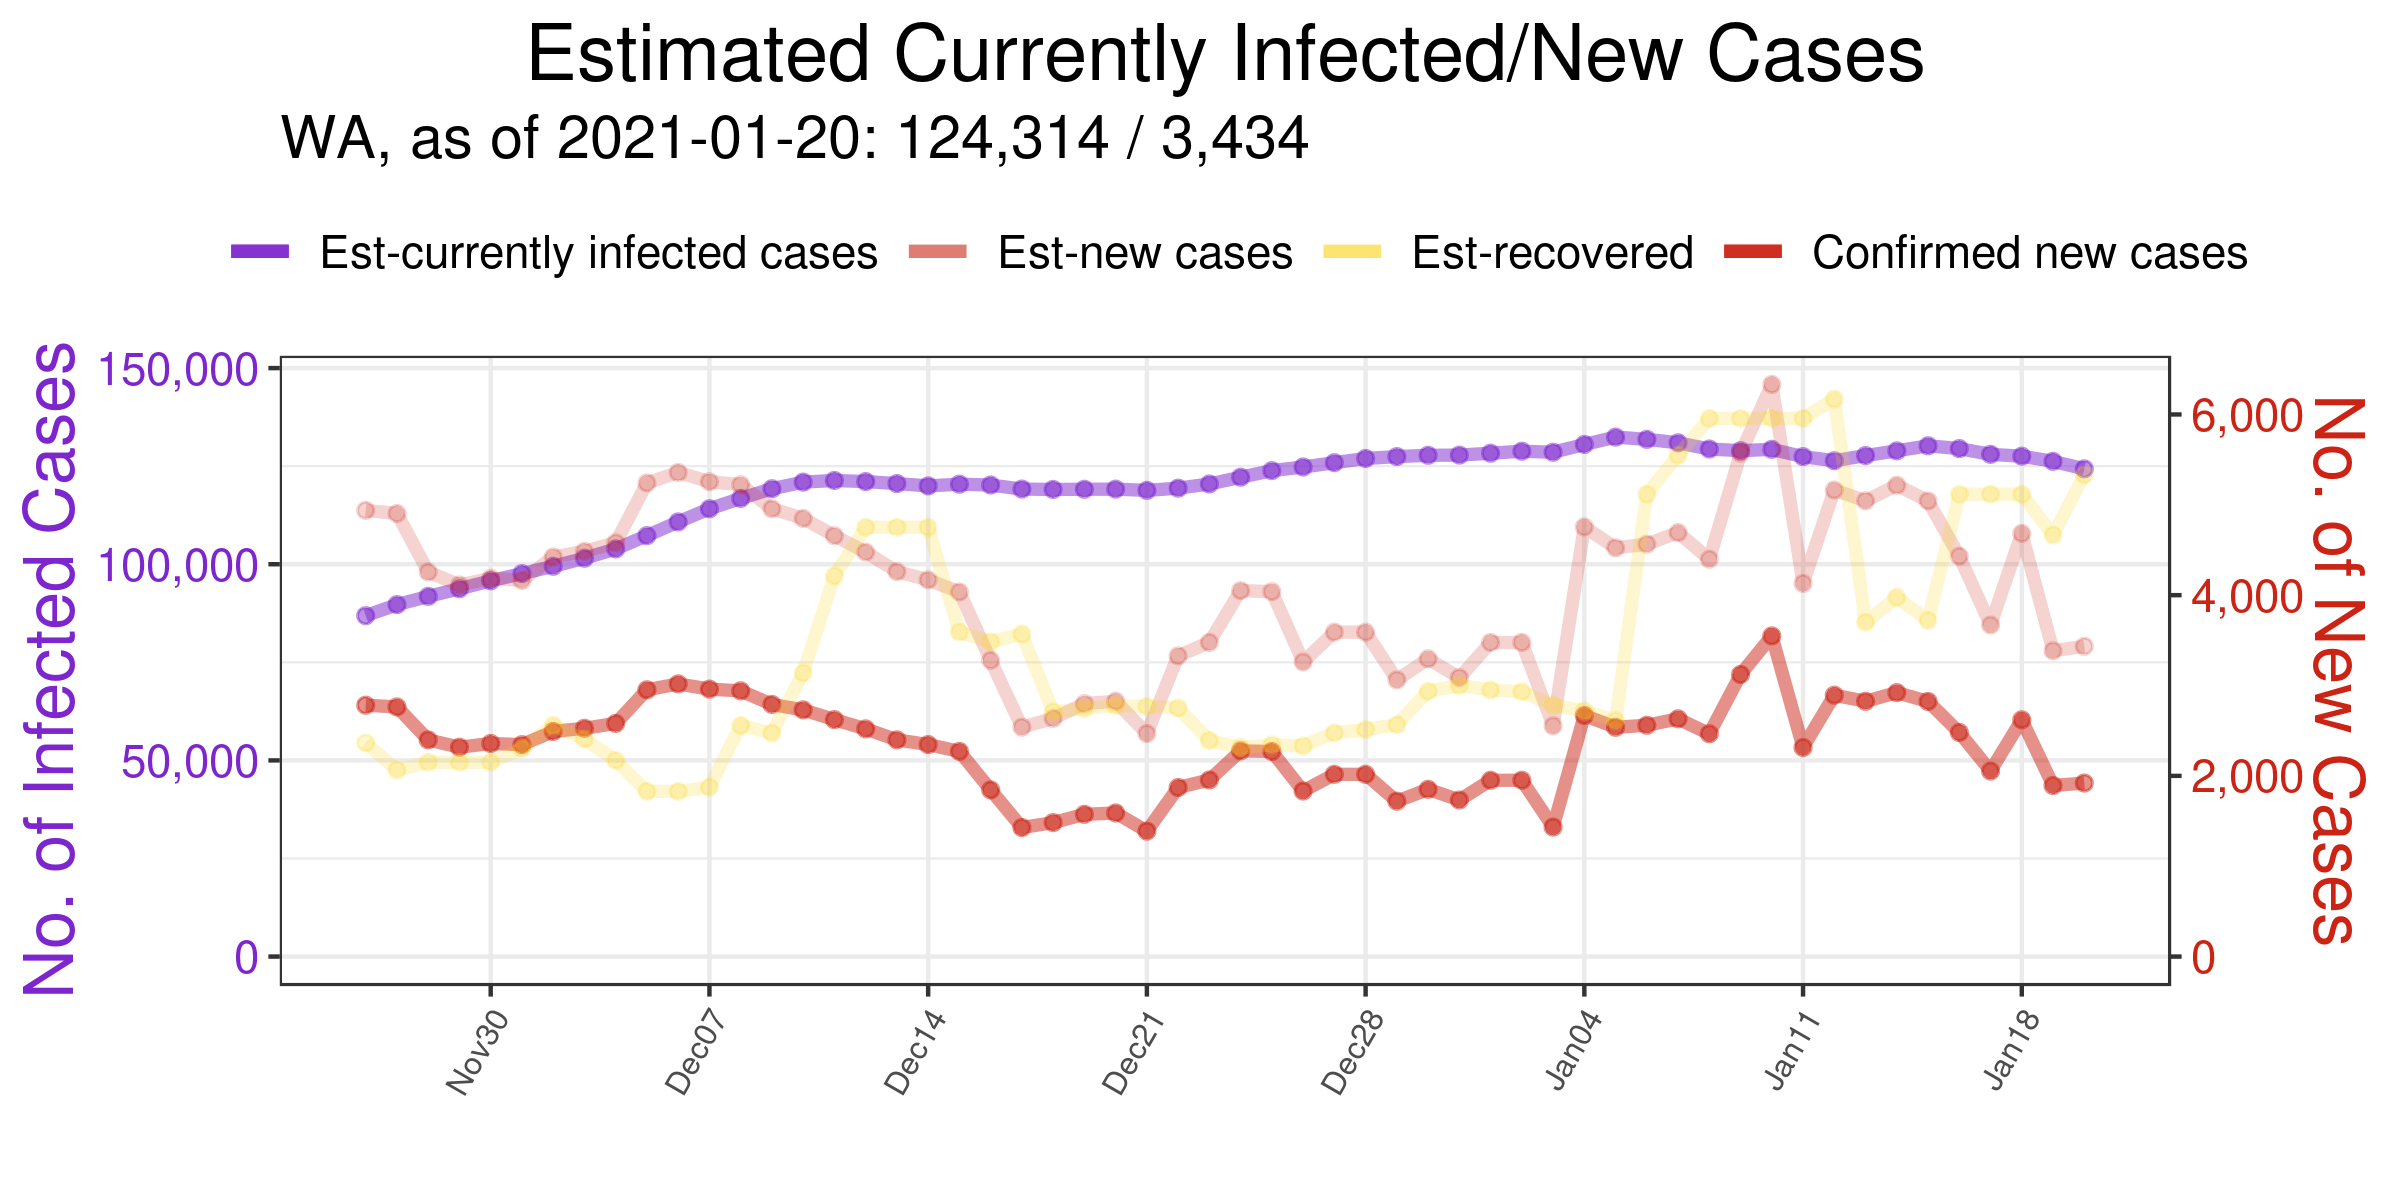 Estimated Currently Infected/New Cases
WA, as of 2021-01-20: 124,314 / 3,434
Est-currently infected cases Est-new cases Est-recovered Confirmed new cases
No. of Infected Cases
150,000
100,000
50,000
0
6,000
4,000
2,000
0
No. of New Cases
Nov30 Dec07 Dec14 Dec21 Dec28 Jan04 Jan11 Jan18